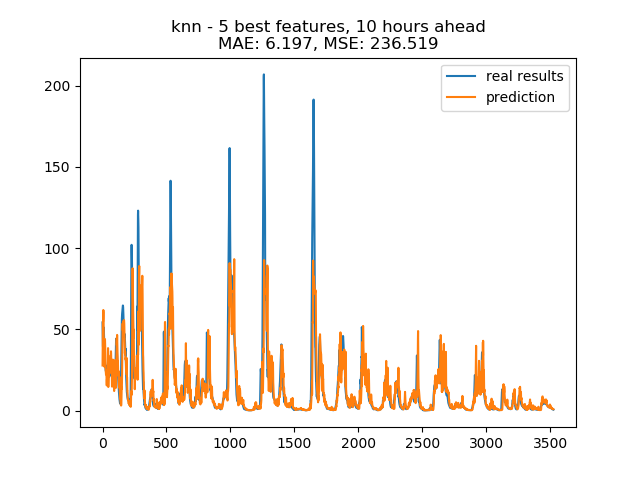 knn - 5 best features, 10 hours ahead
MAE: 6.197, MSE: 236.519
real results
prediction
200
150
100
50
0
0 500 1000 1500 2000 2500 3000 3500